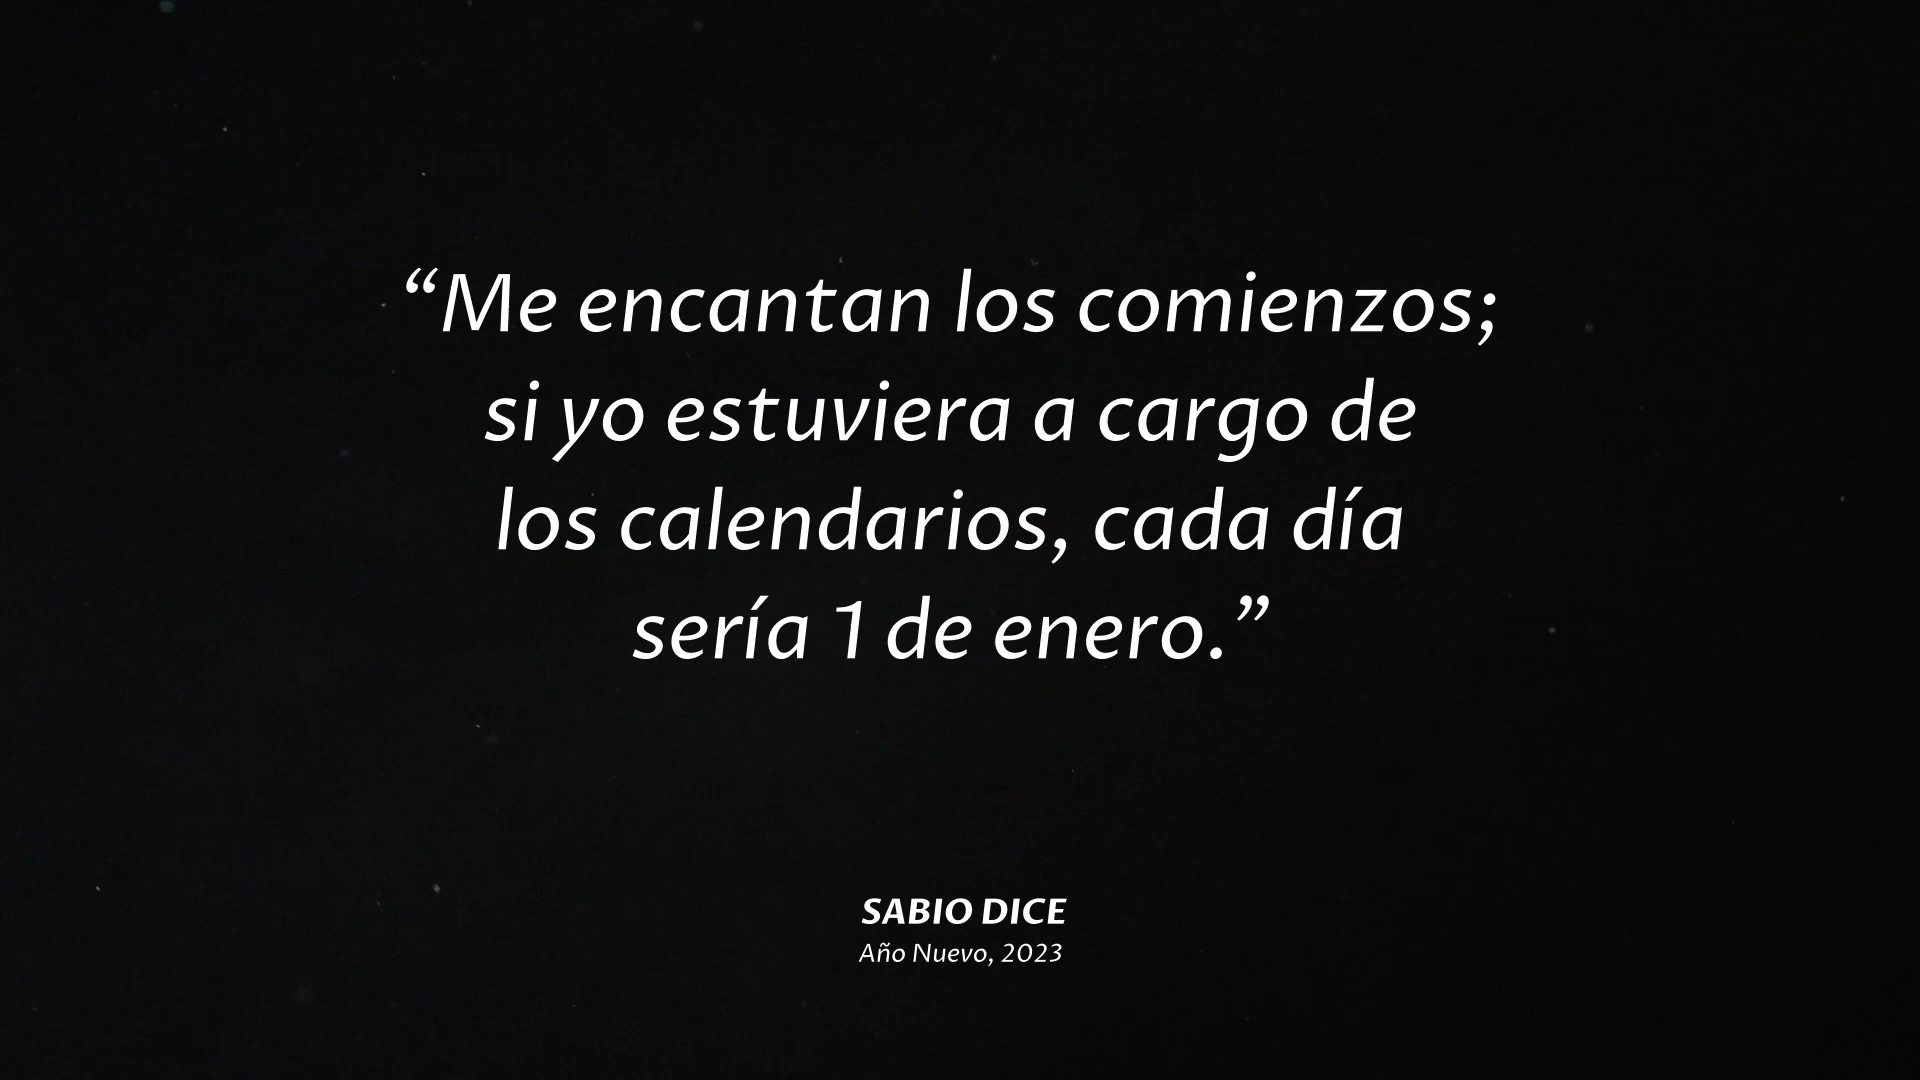 “Me encantan los comienzos;
si yo estuviera a cargo de
los calendarios, cada día
sería 1 de enero.”
SABIO DICE
Año Nuevo, 2023